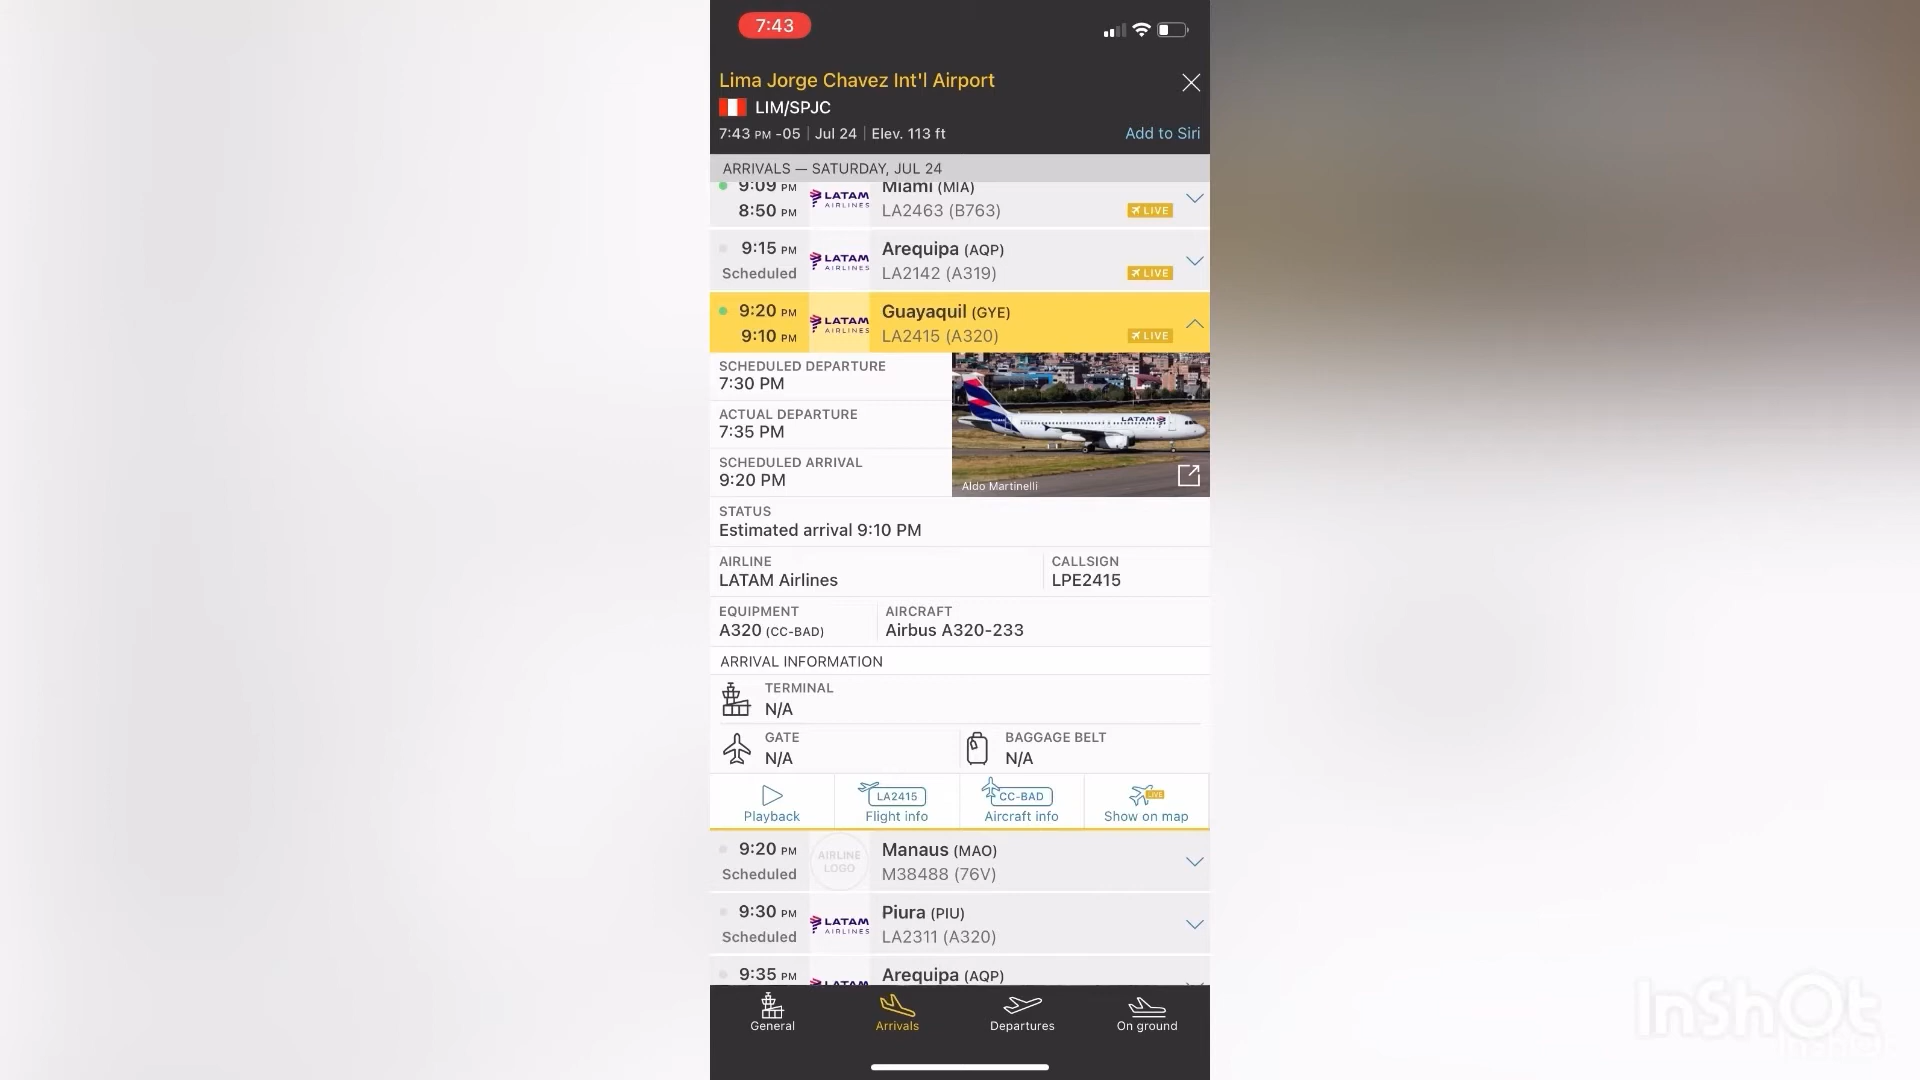 7:43
Lima Jorge Chavez Int'l Airport
LIM/SPJC
7:43 PM -05 | Jul 24 | Elev. 113 ft
Add to Siri
ARRIVALS — SATURDAY, JUL 24
9:09 PM
LATAM AIRLINES
Miami (MIA)
8:50 PM
LA2463 (B763)
LIVE
9:15 PM
LATAM AIRLINES
Arequipa (AQP)
Scheduled
LA2142 (A319)
LIVE
9:20 PM
LATAM AIRLINES
Guayaquil (GYE)
9:10 PM
LA2415 (A320)
LIVE
SCHEDULED DEPARTURE
7:30 PM
ACTUAL DEPARTURE
7:35 PM
SCHEDULED ARRIVAL
9:20 PM
LATAM
Aldo Martinelli
STATUS
Estimated arrival 9:10 PM
AIRLINE
LATAM Airlines
CALLSIGN
LPE2415
EQUIPMENT
A320 (CC-BAD)
AIRCRAFT
Airbus A320-233
ARRIVAL INFORMATION
TERMINAL
N/A
GATE
N/A
BAGGAGE BELT
N/A
Playback
LA2415
Flight info
CC-BAD
Aircraft info
LIVE
Show on map
9:20 PM
AIRLINE LOGO
Manaus (MAO)
Scheduled
M38488 (76V)
9:30 PM
LATAM AIRLINES
Piura (PIU)
Scheduled
LA2311 (A320)
9:35 PM
LATAM
Arequipa (AQP)
General
Arrivals
Departures
On ground
InShOt
InShOt